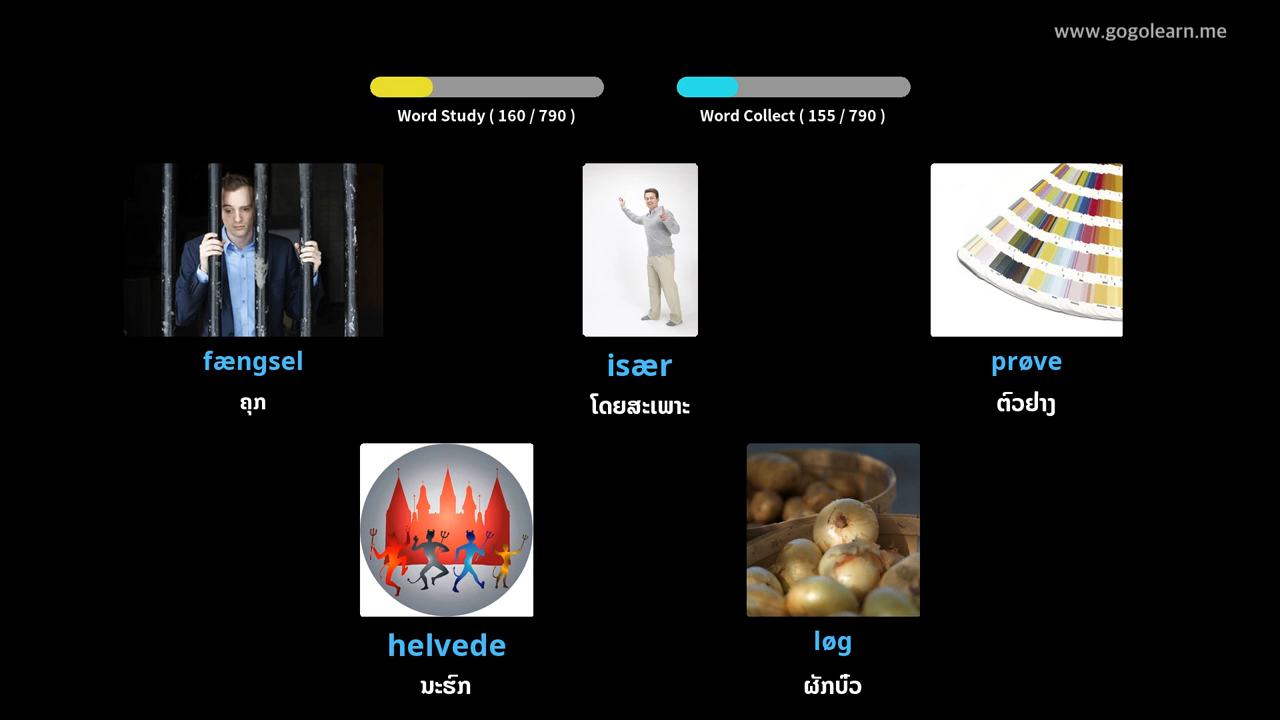 www.gogolearn.me
Word Study ( 160 / 790 )
Word Collect ( 155 / 790 )
fængsel
ຄຸກ
især
ໂດຍສະເພາະ
prøve
ຕົວຢ່າງ
helvede
ນະຮົກ
løg
ຜັກບົ່ວ